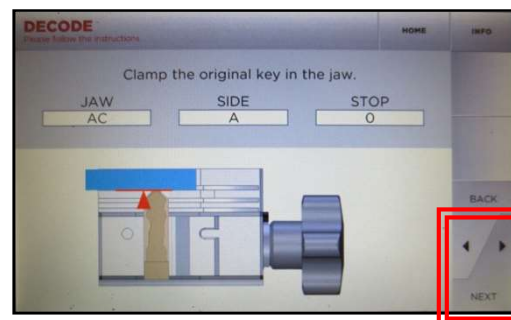 DECODE
Please follow the instructions
HOME
INFO
Clamp the original key in the jaw.
JAW
SIDE
STOP
AC
A
0
BACK
NEXT